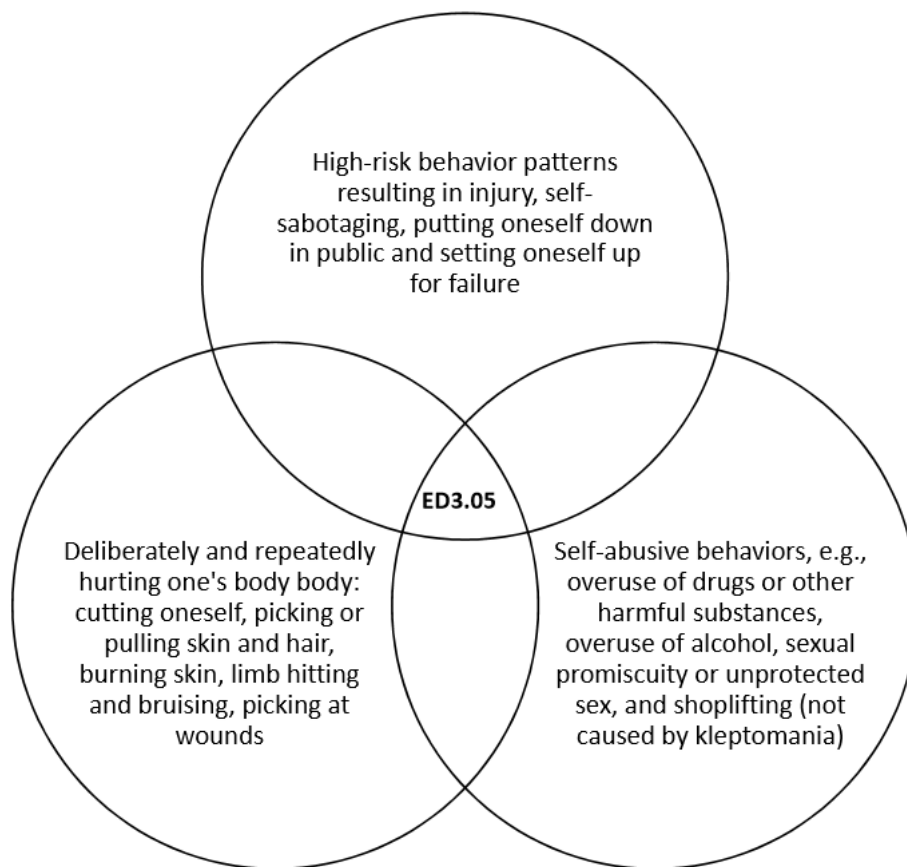 High-risk behavior patterns
resulting in injury, self-
sabotaging, putting oneself down
in public and setting oneself up
for failure
ED3.05
Deliberately and repeatedly
hurting one's body body:
cutting oneself, picking or
pulling skin and hair,
burning skin, limb hitting
and bruising, picking at
wounds
Self-abusive behaviors, e.g.,
overuse of drugs or other
harmful substances,
overuse of alcohol, sexual
promiscuity or unprotected
sex, and shoplifting (not
caused by kleptomania)